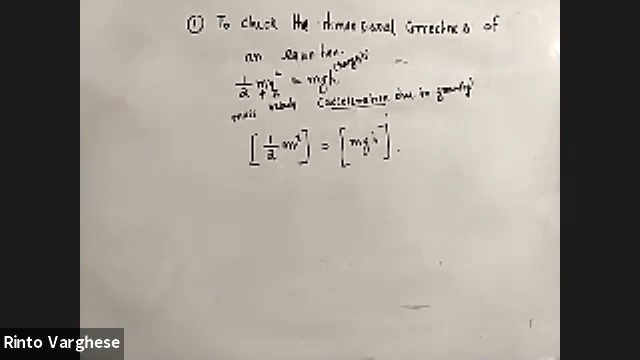 ① To check the dimensional correctness of
an equation.
(height)
1/2 mv² = mgh
mass (acceleration due to gravity)
[1/2 mv²] = [mgh].
Rinto Varghese